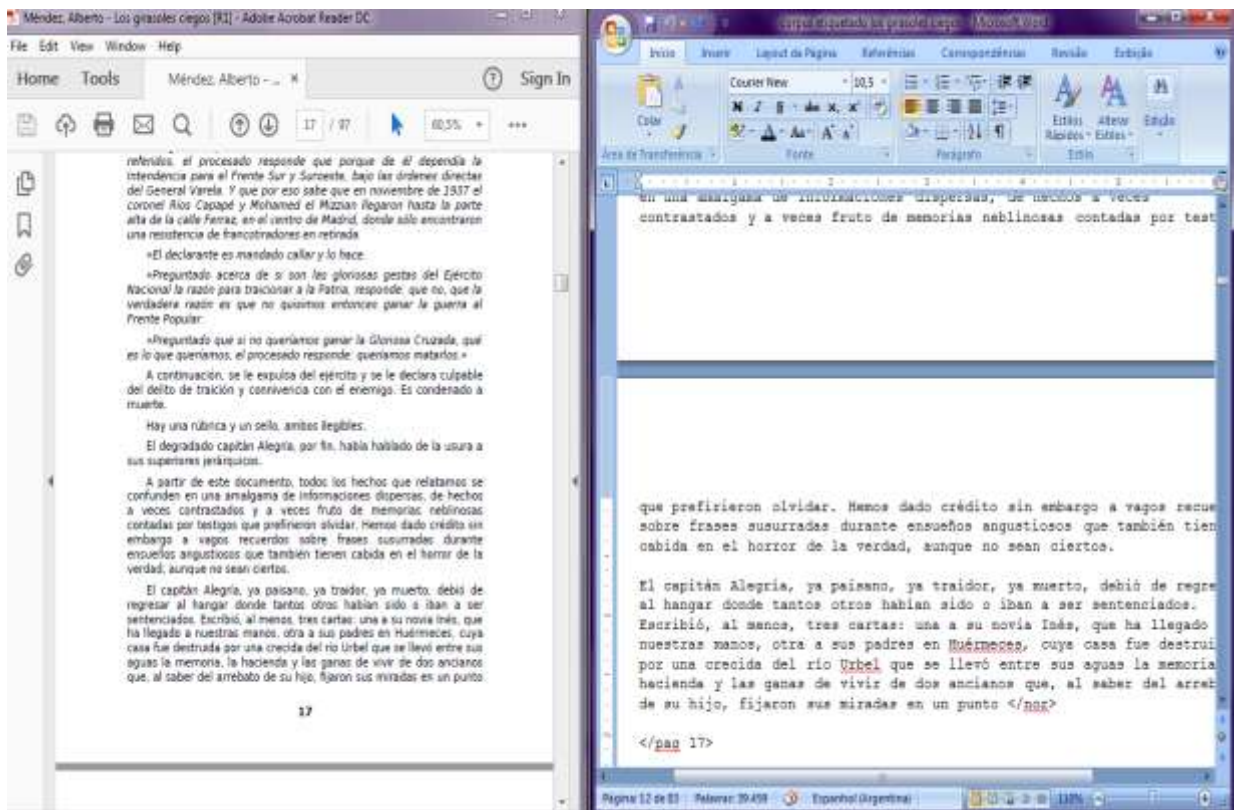 Méndez, Alberto - Los girasoles ciegos [R1] - Adobe Acrobat Reader DC
File Edit View Window Help
Home Tools Méndez, Alberto - ... × Sign In
17 / 97 60,5%
referidos, el procesado responde que porque de él dependía la
intendencia para el Frente Sur y Suroeste, bajo las órdenes directas
del General Varela. Y que por eso sabe que en noviembre de 1937 el
coronel Ríos Capapé y Mohamed el Mizzian llegaron hasta la parte
alta de la calle Ferraz, en el centro de Madrid, donde sólo encontraron
una resistencia de francotiradores en retirada.
»El declarante es mandado callar y lo hace.
»Preguntado acerca de si son las gloriosas gestas del Ejército
Nacional la razón para traicionar a la Patria, responde: que no, que la
verdadera razón es que no quisimos entonces ganar la guerra al
Frente Popular.
»Preguntado que si no queríamos ganar la Gloriosa Cruzada, qué
es lo que queríamos, el procesado responde: queríamos matarlos.»
A continuación, se le expulsa del ejército y se le declara culpable
del delito de traición y connivencia con el enemigo. Es condenado a
muerte.
Hay una rúbrica y un sello, ambos ilegibles.
El degradado capitán Alegría, por fin, había hablado de la usura a
sus superiores jerárquicos.
A partir de este documento, todos los hechos que relatamos se
confunden en una amalgama de informaciones dispersas, de hechos
a veces contrastados y a veces fruto de memorias neblinosas
contadas por testigos que prefirieron olvidar. Hemos dado crédito sin
embargo a vagos recuerdos sobre frases susurradas durante
ensueños angustiosos que también tienen cabida en el horror de la
verdad, aunque no sean ciertos.
El capitán Alegría, ya paisano, ya traidor, ya muerto, debió de
regresar al hangar donde tantos otros habían sido o iban a ser
sentenciados. Escribió, al menos, tres cartas: una a su novia Inés, que
ha llegado a nuestras manos, otra a sus padres en Huérmeces, cuya
casa fue destruida por una crecida del río Urbel que se llevó entre sus
aguas la memoria, la hacienda y las ganas de vivir de dos ancianos
que, al saber del arrebato de su hijo, fijaron sus miradas en un punto
17
corpus etiquetado los girasoles ciegos - Microsoft Word
Início Inserir Layout da Página Referências Correspondências Revisão Exibição
Courier New 10,5
Colar
Estilos Rápidos Alterar Estilos Edição
Área de Transferência Fonte Parágrafo Estilo
en una amalgama de informaciones dispersas, de hechos a veces
contrastados y a veces fruto de memorias neblinosas contadas por test
que prefirieron olvidar. Hemos dado crédito sin embargo a vagos recue
sobre frases susurradas durante ensueños angustiosos que también tien
cabida en el horror de la verdad, aunque no sean ciertos.
El capitán Alegría, ya paisano, ya traidor, ya muerto, debió de regre
al hangar donde tantos otros habían sido o iban a ser sentenciados.
Escribió, al menos, tres cartas: una a su novia Inés, que ha llegado
nuestras manos, otra a sus padres en Huérmeces, cuya casa fue destrui
por una crecida del río Urbel que se llevó entre sus aguas la memoria
hacienda y las ganas de vivir de dos ancianos que, al saber del arreb
de su hijo, fijaron sus miradas en un punto </nor>
</pag 17>
Página: 12 de 83 Palavras: 39.459 Espanhol (Argentina) 110%